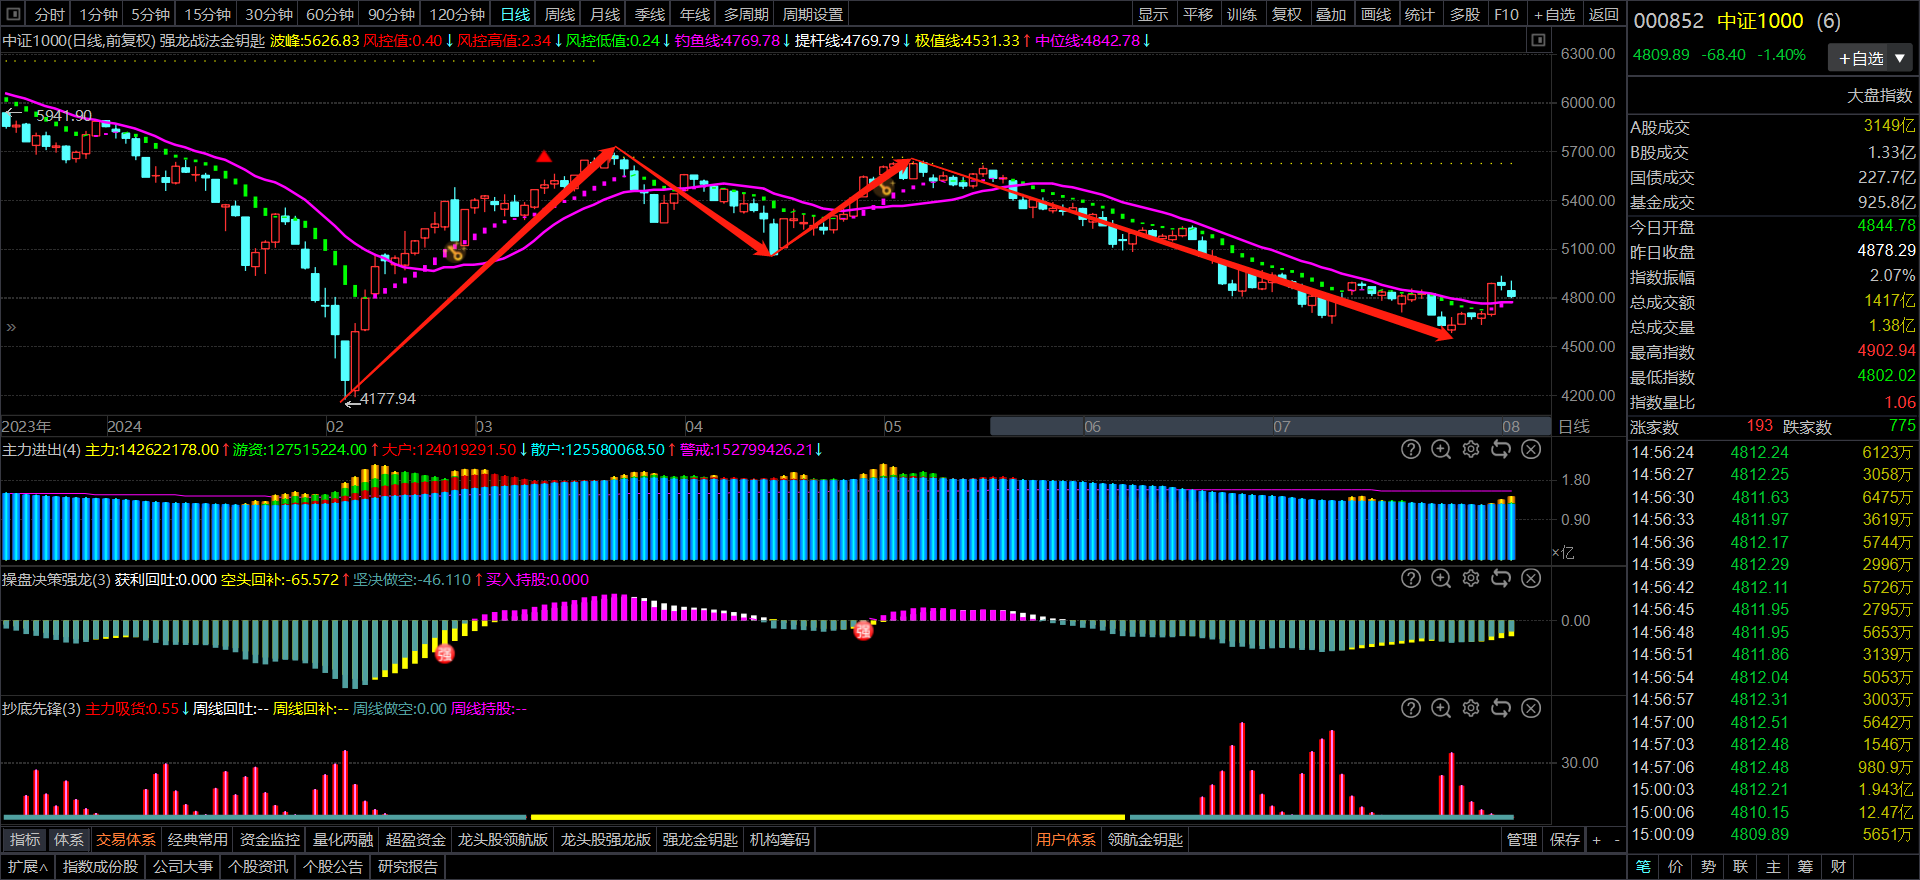 分时 1分钟 5分钟 15分钟 30分钟 60分钟 90分钟 120分钟 日线 周线 月线 季线 年线 多周期 周期设置 显示 平移 训练 复权 叠加 画线 统计 多股 F10 +自选 返回
000852 中证1000 (6)
中证1000(日线,前复权) 强龙战法金钥匙 波峰:5626.83 风控值:0.40↓风控高值:2.34↓风控低值:0.24↓钓鱼线:4769.78↓提杆线:4769.79↓极值线:4531.33↑中位线:4842.78↓
4809.89 -68.40 -1.40% +自选 ▼
6300.00
6000.00
5700.00
5400.00
5100.00
4800.00
4500.00
4200.00
5941.90
4177.94
»
2023年 2024 02 03 04 05 06 07 08 日线
大盘指数
A股成交 3149亿
B股成交 1.33亿
国债成交 227.7亿
基金成交 925.8亿
今日开盘 4844.78
昨日收盘 4878.29
指数振幅 2.07%
总成交额 1417亿
总成交量 1.38亿
最高指数 4902.94
最低指数 4802.02
指数量比 1.06
涨家数 193 跌家数 775
主力进出(4) 主力:142622178.00↑游资:127515224.00↑大户:124019291.50↓散户:125580068.50↑警戒:152799426.21↓
1.80
0.90
×亿
操盘决策强龙(3) 获利回吐:0.000 空头回补:-65.572↑坚决做空:-46.110↑买入持股:0.000
0.00
强
强
抄底先锋(3) 主力吸货:0.55↓周线回吐:-- 周线回补:-- 周线做空:0.00 周线持股:--
30.00
14:56:24 4812.24 6123万
14:56:27 4812.25 3058万
14:56:30 4811.63 6475万
14:56:33 4811.97 3619万
14:56:36 4812.17 5744万
14:56:39 4812.29 2996万
14:56:42 4812.11 5726万
14:56:45 4811.95 2795万
14:56:48 4811.95 5653万
14:56:51 4811.86 3139万
14:56:54 4812.04 5053万
14:56:57 4812.31 3003万
14:57:00 4812.51 5642万
14:57:03 4812.48 1546万
14:57:06 4812.48 980.9万
15:00:03 4812.21 1.943亿
15:00:06 4810.15 12.47亿
15:00:09 4809.89 5651万
指标 体系 交易体系 经典常用 资金监控 量化两融 超盈资金 龙头股领航版 龙头股强龙版 强龙金钥匙 机构筹码 用户体系 领航金钥匙 管理 保存 + -
扩展∧ 指数成份股 公司大事 个股资讯 个股公告 研究报告
笔 价 势 联 主 筹 财